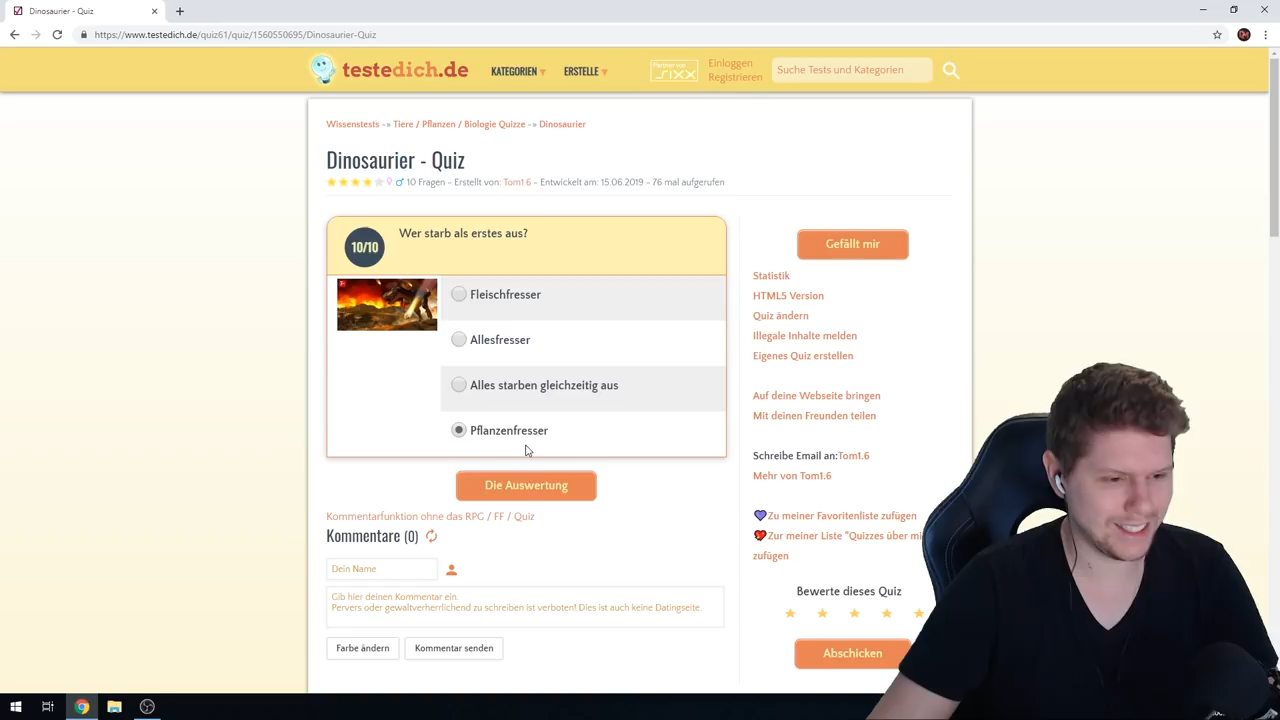 Dinosaurier-Quiz
https://www.testedich.de/quiz61/quiz/1560550695/Dinosaurier-Quiz
testedich.de
KATEGORIEN ▼
ERSTELLE ▼
Partner von
sixx
Einloggen
Registrieren
Suche Tests und Kategorien
Wissenstests -» Tiere / Pflanzen / Biologie Quizze -» Dinosaurier
Dinosaurier - Quiz
10 Fragen - Erstellt von: Tom1.6 - Entwickelt am: 15.06.2019 - 76 mal aufgerufen
10/10
Wer starb als erstes aus?
Fleischfresser
Allesfresser
Alles starben gleichzeitig aus
Pflanzenfresser
Die Auswertung
Kommentarfunktion ohne das RPG / FF / Quiz
Kommentare (0)
Dein Name
Gib hier deinen Kommentar ein.
Pervers oder gewaltverherrlichend zu schreiben ist verboten! Dies ist auch keine Datingseite.
Farbe ändern
Kommentar senden
Gefällt mir
Statistik
HTML5 Version
Quiz ändern
Illegale Inhalte melden
Eigenes Quiz erstellen
Auf deine Webseite bringen
Mit deinen Freunden teilen
Schreibe Email an:Tom1.6
Mehr von Tom1.6
Zu meiner Favoritenliste zufügen
Zur meiner Liste "Quizzes über mi
zufügen
Bewerte dieses Quiz
Abschicken